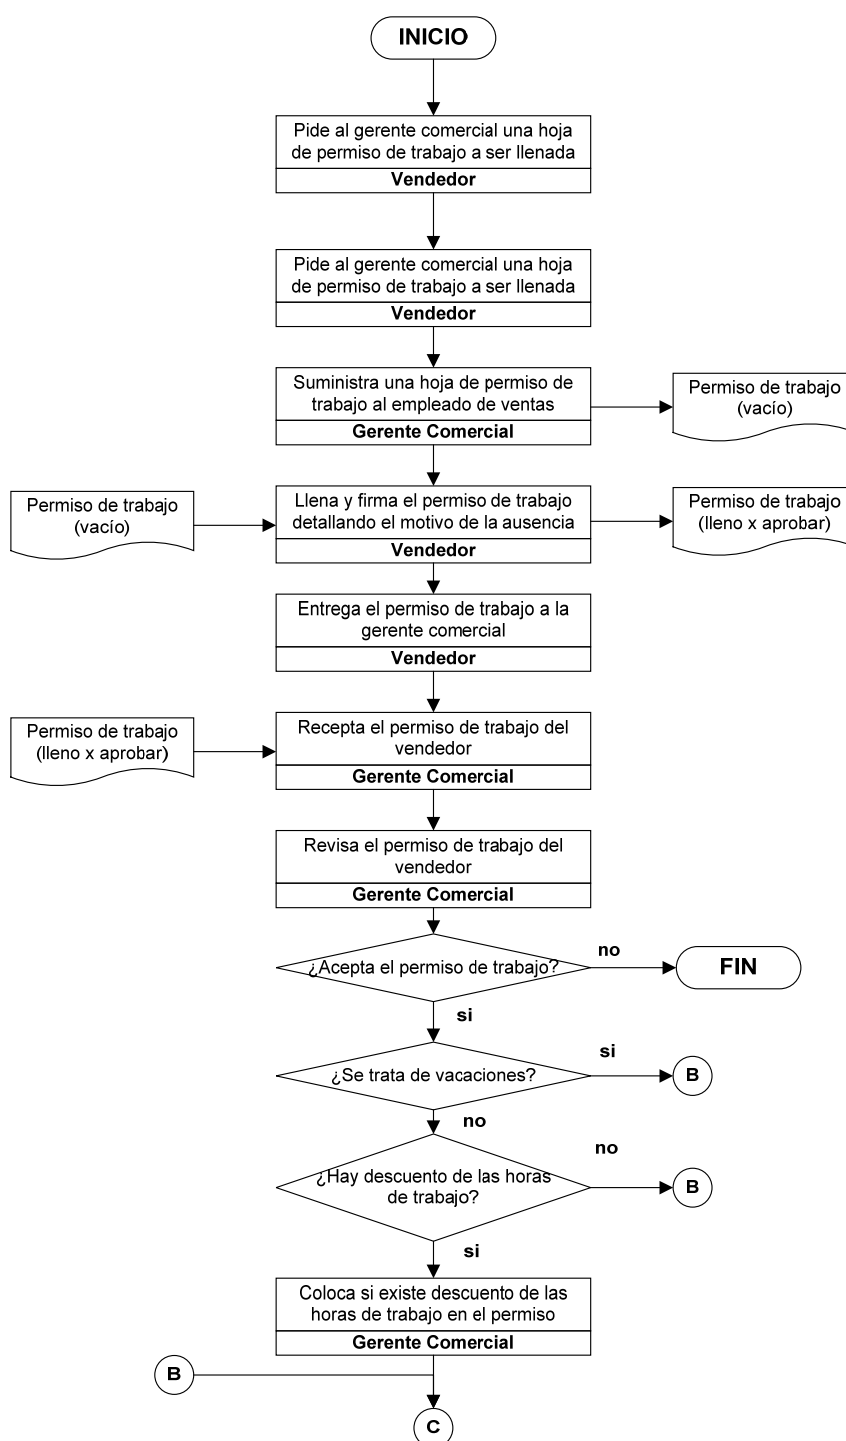 INICIO
Pide al gerente comercial una hoja
de permiso de trabajo a ser llenada
Vendedor
Pide al gerente comercial una hoja
de permiso de trabajo a ser llenada
Vendedor
Suministra una hoja de permiso de
trabajo al empleado de ventas
Gerente Comercial
Permiso de trabajo
(vacío)
Permiso de trabajo
(vacío)
Llena y firma el permiso de trabajo
detallando el motivo de la ausencia
Vendedor
Permiso de trabajo
(lleno x aprobar)
Entrega el permiso de trabajo a la
gerente comercial
Vendedor
Permiso de trabajo
(lleno x aprobar)
Recepta el permiso de trabajo del
vendedor
Gerente Comercial
Revisa el permiso de trabajo del
vendedor
Gerente Comercial
¿Acepta el permiso de trabajo?
no
FIN
si
¿Se trata de vacaciones?
si
B
no
¿Hay descuento de las horas
de trabajo?
no
B
si
Coloca si existe descuento de las
horas de trabajo en el permiso
Gerente Comercial
B
C